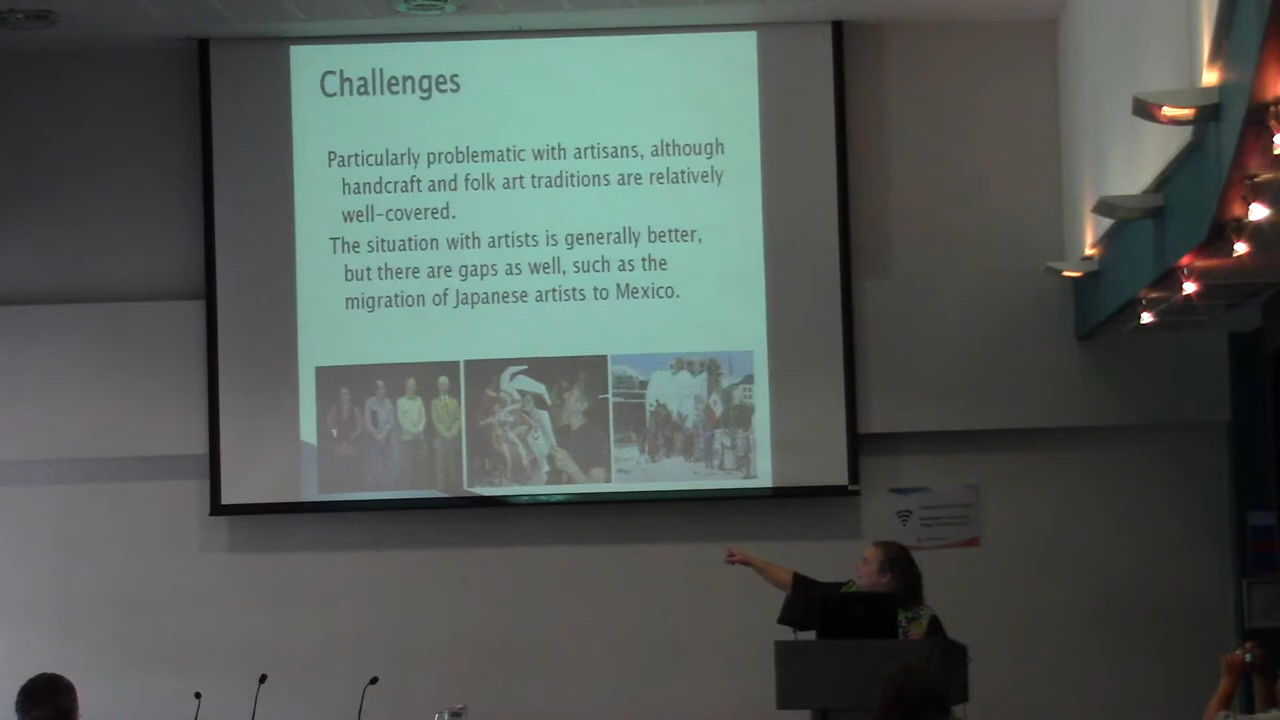 Challenges
Particularly problematic with artisans, although
handcraft and folk art traditions are relatively
well-covered.
The situation with artists is generally better,
but there are gaps as well, such as the
migration of Japanese artists to Mexico.